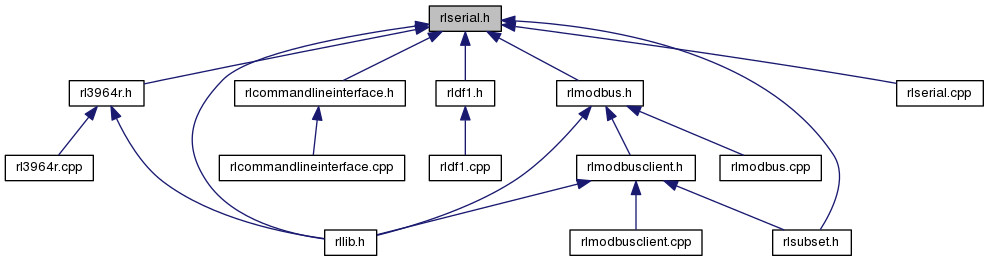 rlserial.h
rl3964r.h
rlcommandlineinterface.h
rldf1.h
rlmodbus.h
rlserial.cpp
rl3964r.cpp
rlcommandlineinterface.cpp
rldf1.cpp
rlmodbusclient.h
rlmodbus.cpp
rllib.h
rlmodbusclient.cpp
rlsubset.h